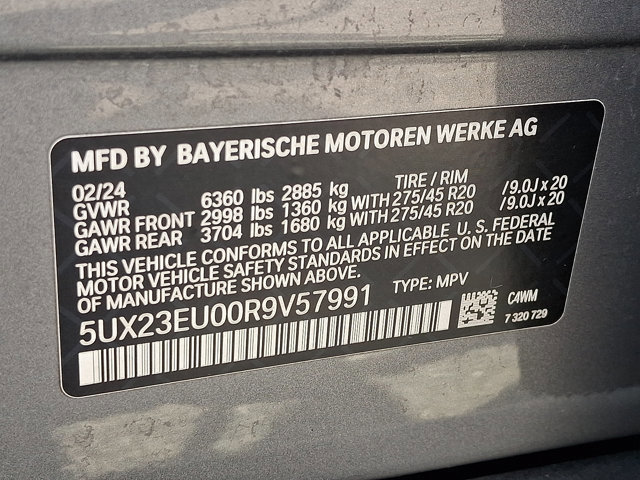 MFD BY BAYERISCHE MOTOREN WERKE AG
02/24 TIRE / RIM
GVWR 6360 lbs 2885 kg
GAWR FRONT 2998 lbs 1360 kg WITH 275/45 R20 /9.0J x 20
GAWR REAR 3704 lbs 1680 kg WITH 275/45 R20 /9.0J x 20
THIS VEHICLE CONFORMS TO ALL APPLICABLE U.S. FEDERAL
MOTOR VEHICLE SAFETY STANDARDS IN EFFECT ON THE DATE
OF MANUFACTURE SHOWN ABOVE.
5UX23EU00R9V57991 TYPE: MPV
C4WM
7 320 729